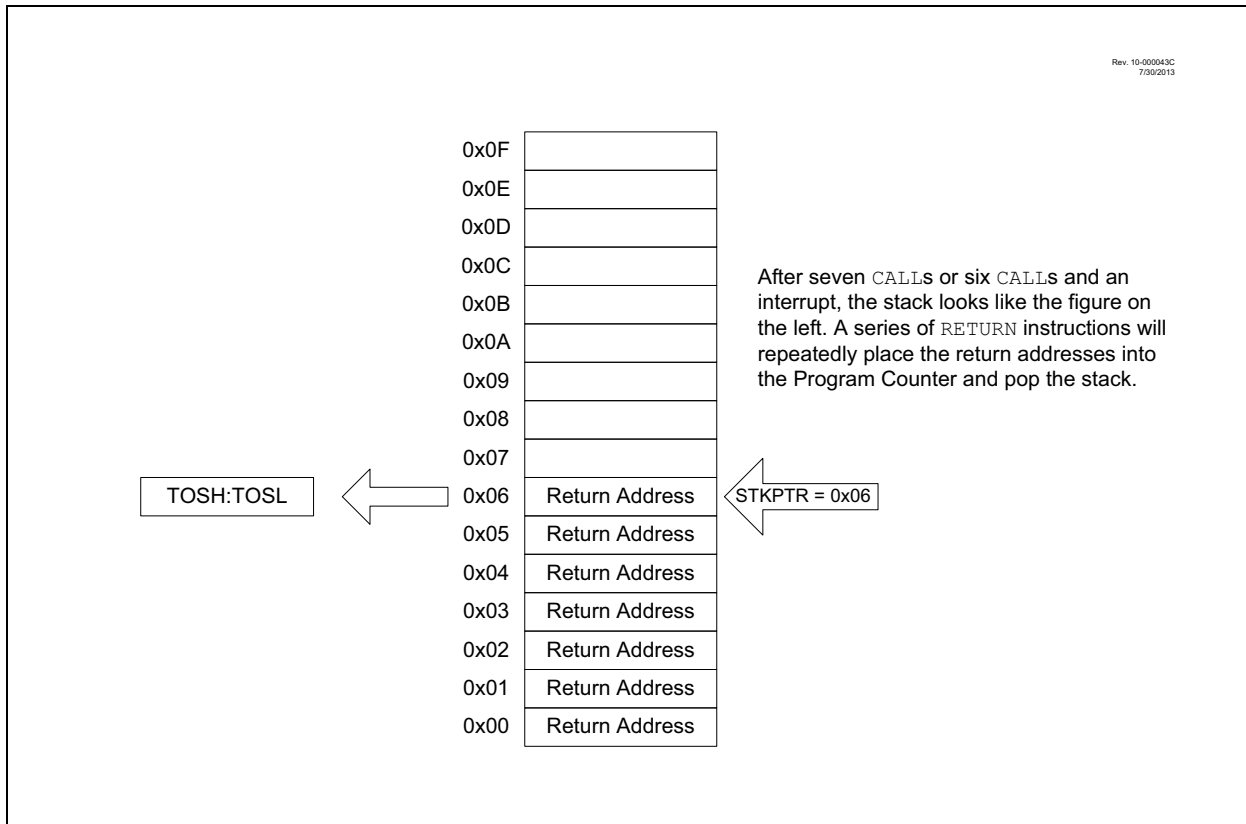 Rev. 10-000043C
7/30/2013
0x0F
0x0E
0x0D
0x0C
0x0B
0x0A
0x09
0x08
0x07
After seven CALLs or six CALLs and an
interrupt, the stack looks like the figure on
the left. A series of RETURN instructions will
repeatedly place the return addresses into
the Program Counter and pop the stack.
TOSH:TOSL 0x06 Return Address STKPTR = 0x06
0x05 Return Address
0x04 Return Address
0x03 Return Address
0x02 Return Address
0x01 Return Address
0x00 Return Address